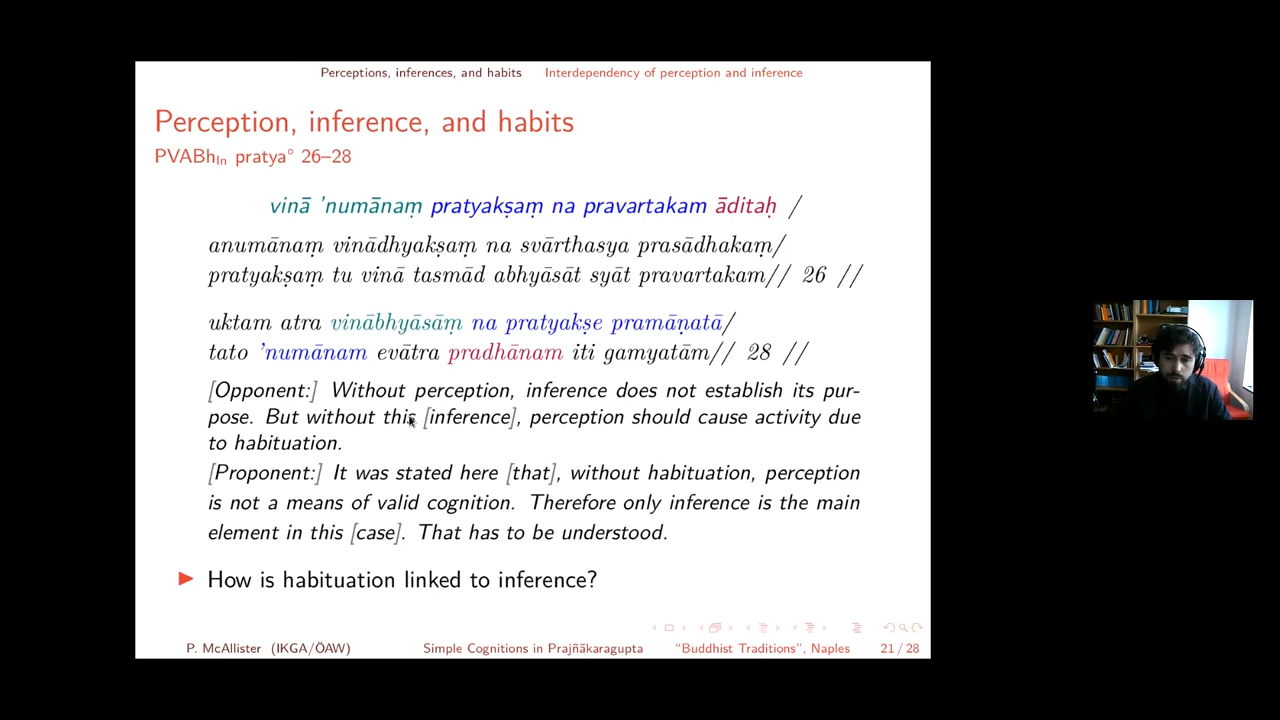 Perceptions, inferences, and habits Interdependency of perception and inference
Perception, inference, and habits
PVABhIn pratya° 26–28
vinā 'numānaṃ pratyakṣaṃ na pravartakam āditaḥ /
anumānaṃ vinādhyakṣaṃ na svārthasya prasādhakaṃ/
pratyakṣaṃ tu vinā tasmād abhyāsāt syāt pravartakam// 26 //
uktam atra vinābhyāsāṃ na pratyakṣe pramāṇatā/
tato 'numānam evātra pradhānam iti gamyatām// 28 //
[Opponent:] Without perception, inference does not establish its pur-
pose. But without this [inference], perception should cause activity due
to habituation.
[Proponent:] It was stated here [that], without habituation, perception
is not a means of valid cognition. Therefore only inference is the main
element in this [case]. That has to be understood.
How is habituation linked to inference?
P. McAllister (IKGA/ÖAW) Simple Cognitions in Prajñākaragupta "Buddhist Traditions", Naples 21 / 28